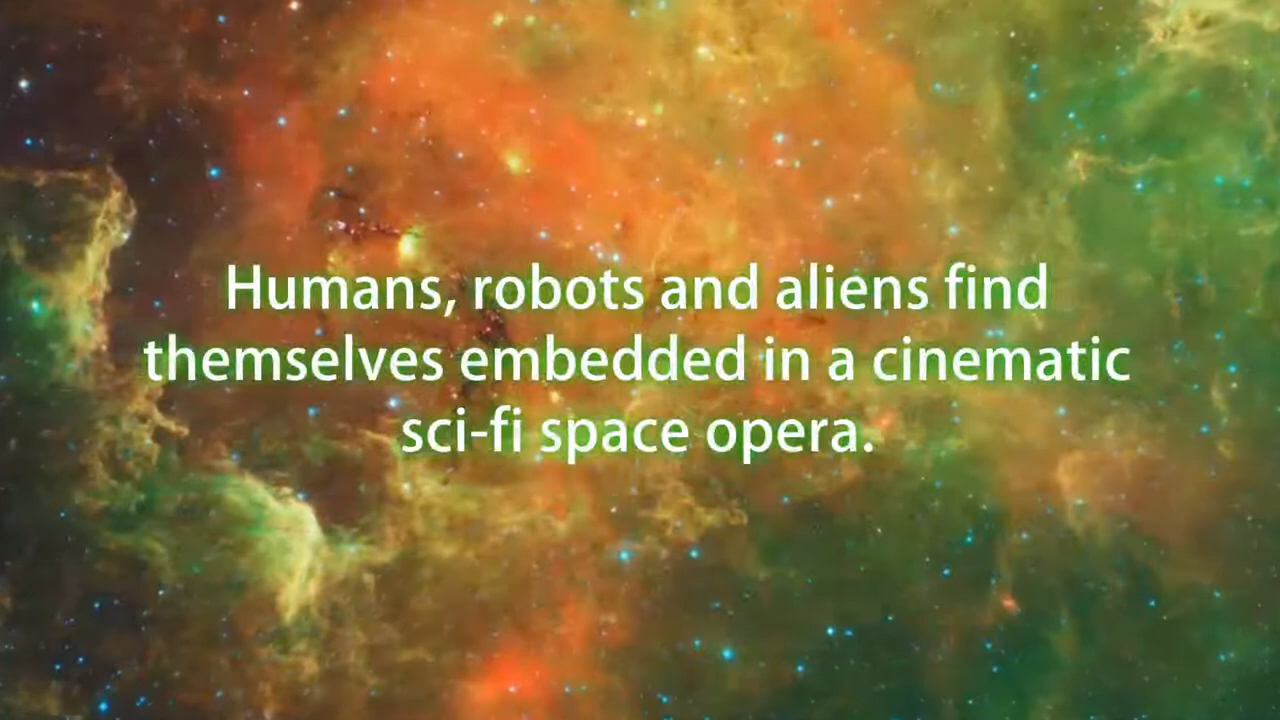 Humans, robots and aliens find
themselves embedded in a cinematic
sci-fi space opera.